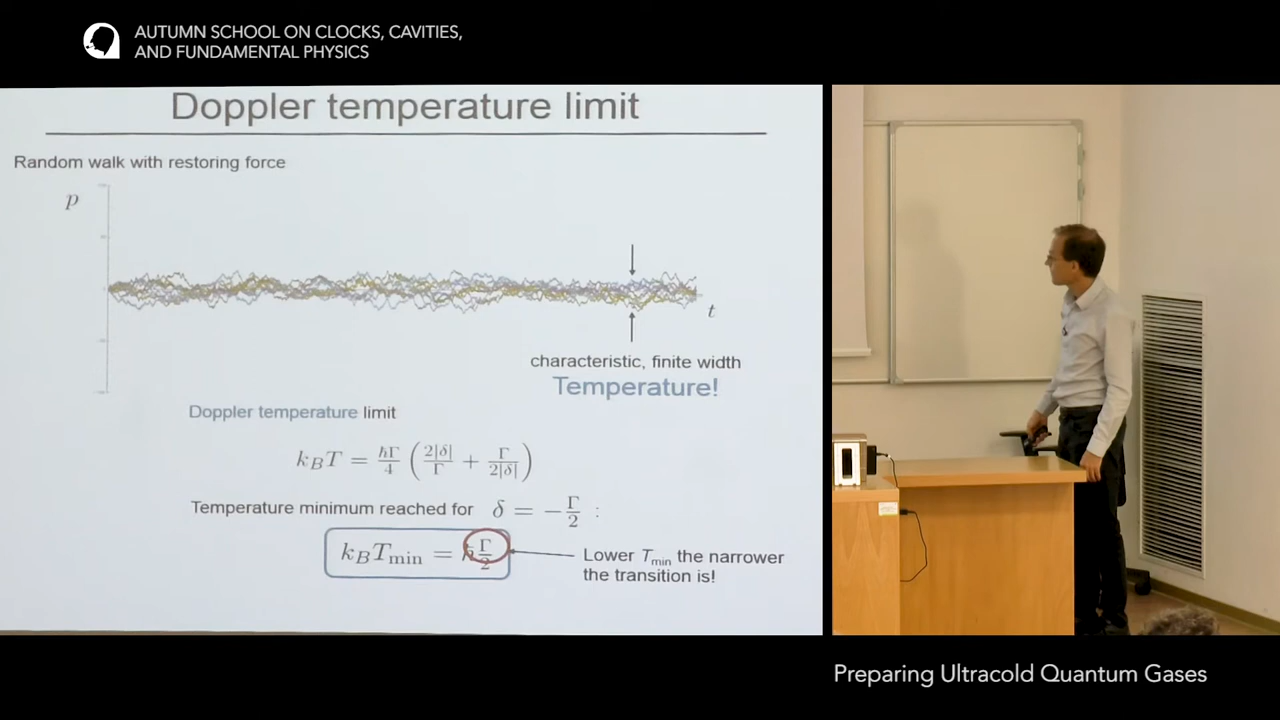 AUTUMN SCHOOL ON CLOCKS, CAVITIES,
AND FUNDAMENTAL PHYSICS
Doppler temperature limit
Random walk with restoring force
p
t
characteristic, finite width
Temperature!
Doppler temperature limit
k_B T = ħΓ/4 ( 2|δ|/Γ + Γ/2|δ| )
Temperature minimum reached for δ = −Γ/2 :
k_B T_min = ħ Γ/2
Lower T_min the narrower
the transition is!
Preparing Ultracold Quantum Gases